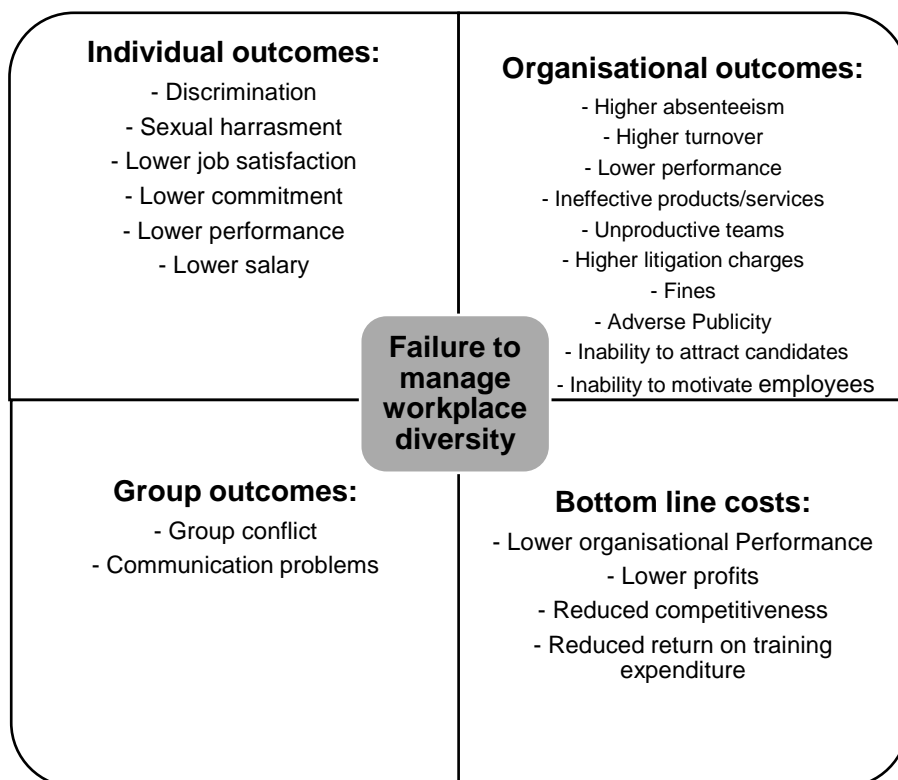 Individual outcomes:
- Discrimination
- Sexual harrasment
- Lower job satisfaction
- Lower commitment
- Lower performance
- Lower salary
Organisational outcomes:
- Higher absenteeism
- Higher turnover
- Lower performance
- Ineffective products/services
- Unproductive teams
- Higher litigation charges
- Fines
- Adverse Publicity
- Inability to attract candidates
- Inability to motivate employees
Failure to
manage
workplace
diversity
Group outcomes:
- Group conflict
- Communication problems
Bottom line costs:
- Lower organisational Performance
- Lower profits
- Reduced competitiveness
- Reduced return on training
expenditure